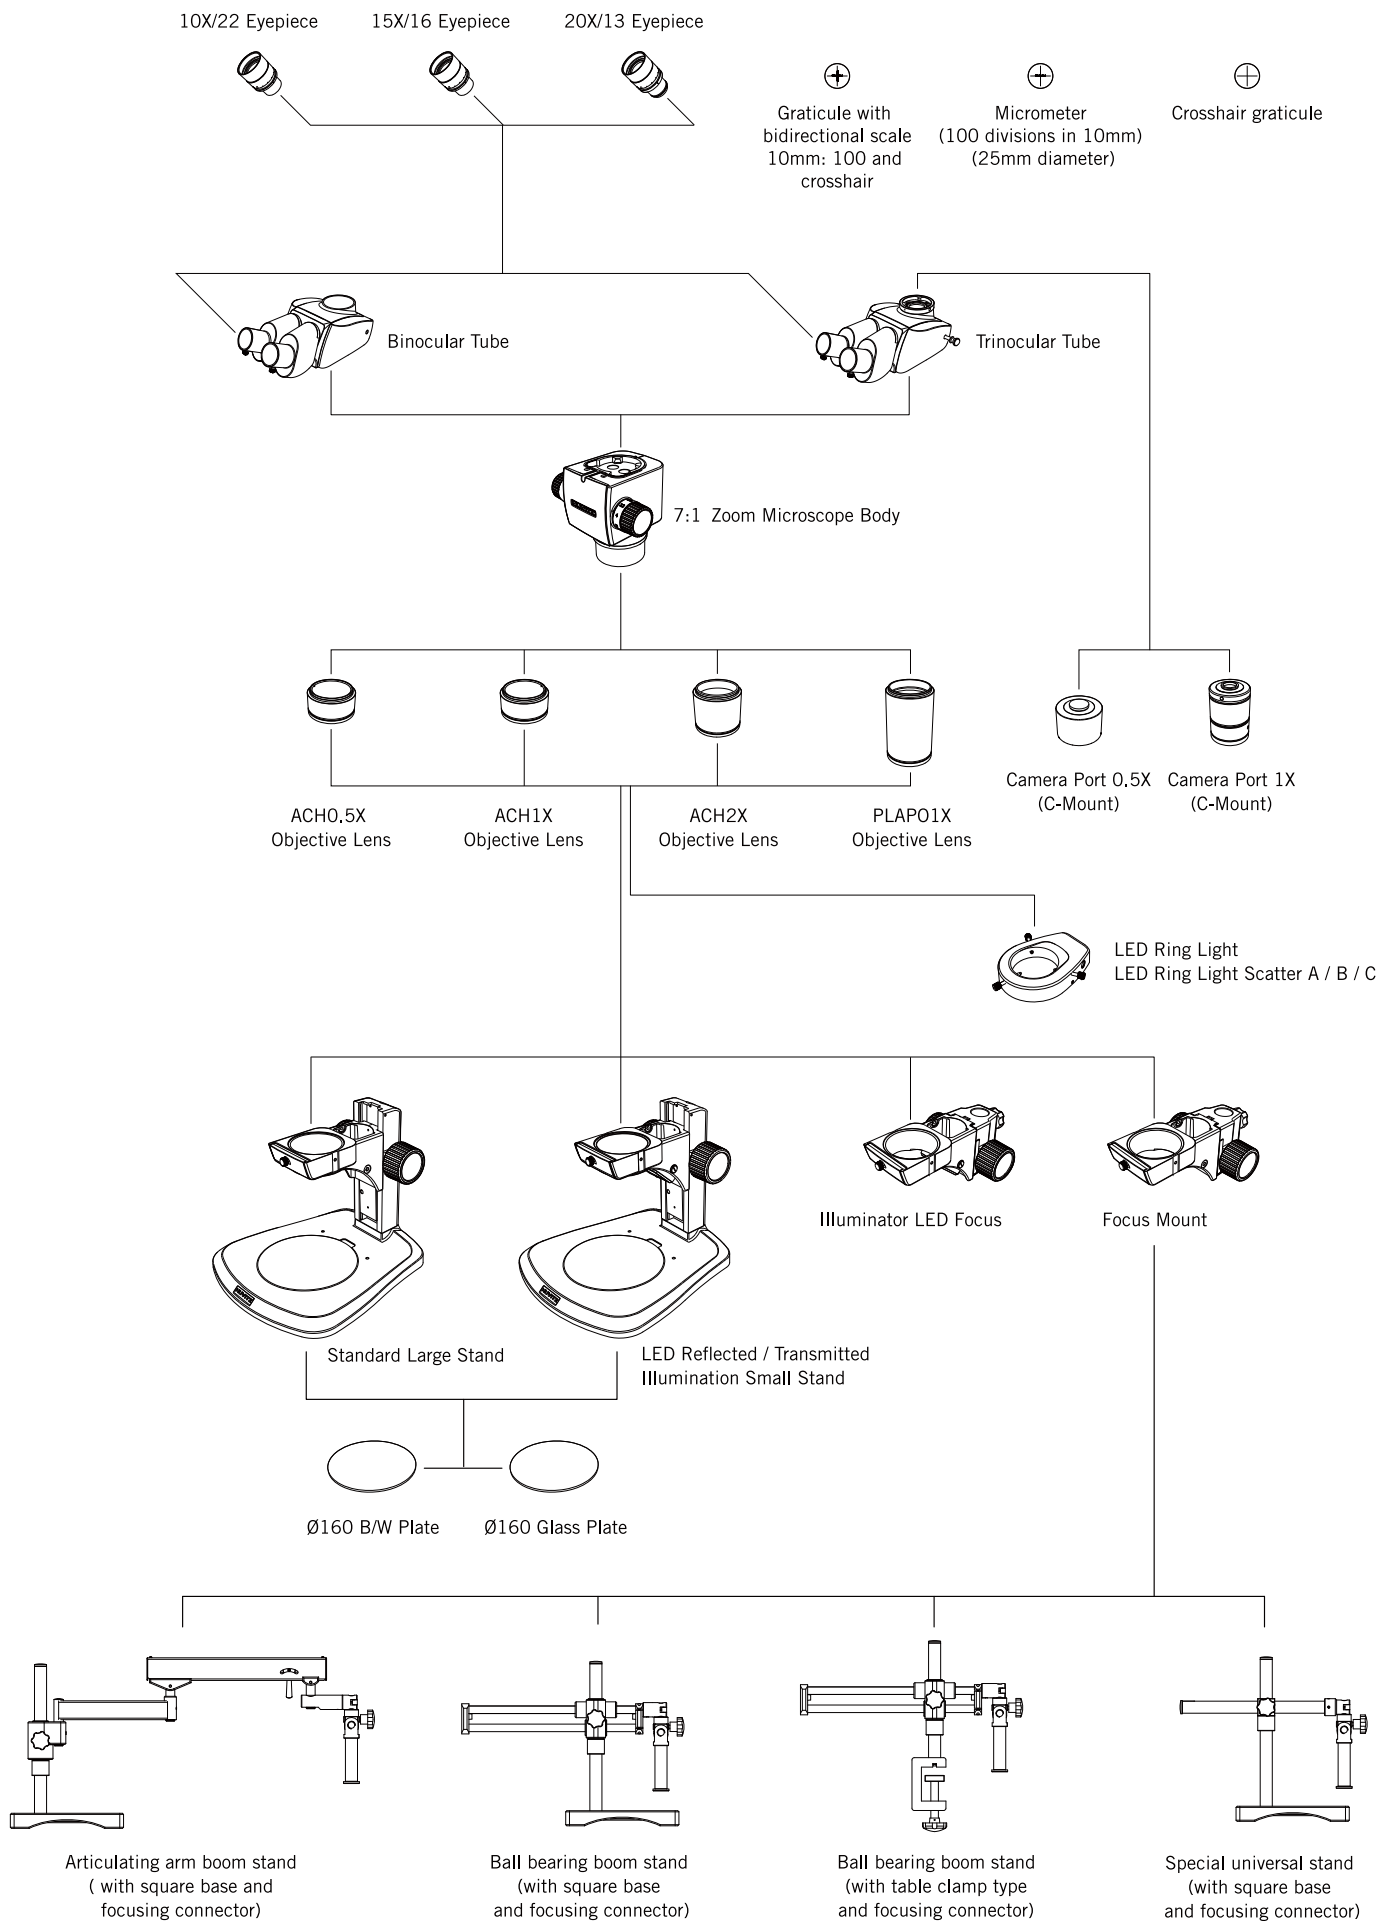 10X/22 Eyepiece
15X/16 Eyepiece
20X/13 Eyepiece
Graticule with
bidirectional scale
10mm: 100 and
crosshair
Micrometer
(100 divisions in 10mm)
(25mm diameter)
Crosshair graticule
Binocular Tube
Trinocular Tube
7:1 Zoom Microscope Body
ACH0.5X
Objective Lens
ACH1X
Objective Lens
ACH2X
Objective Lens
PLAPO1X
Objective Lens
Camera Port 0.5X
(C-Mount)
Camera Port 1X
(C-Mount)
LED Ring Light
LED Ring Light Scatter A / B / C
Illuminator LED Focus
Focus Mount
Standard Large Stand
LED Reflected / Transmitted
Illumination Small Stand
Ø160 B/W Plate
Ø160 Glass Plate
Articulating arm boom stand
( with square base and
focusing connector)
Ball bearing boom stand
(with square base
and focusing connector)
Ball bearing boom stand
(with table clamp type
and focusing connector)
Special universal stand
(with square base
and focusing connector)